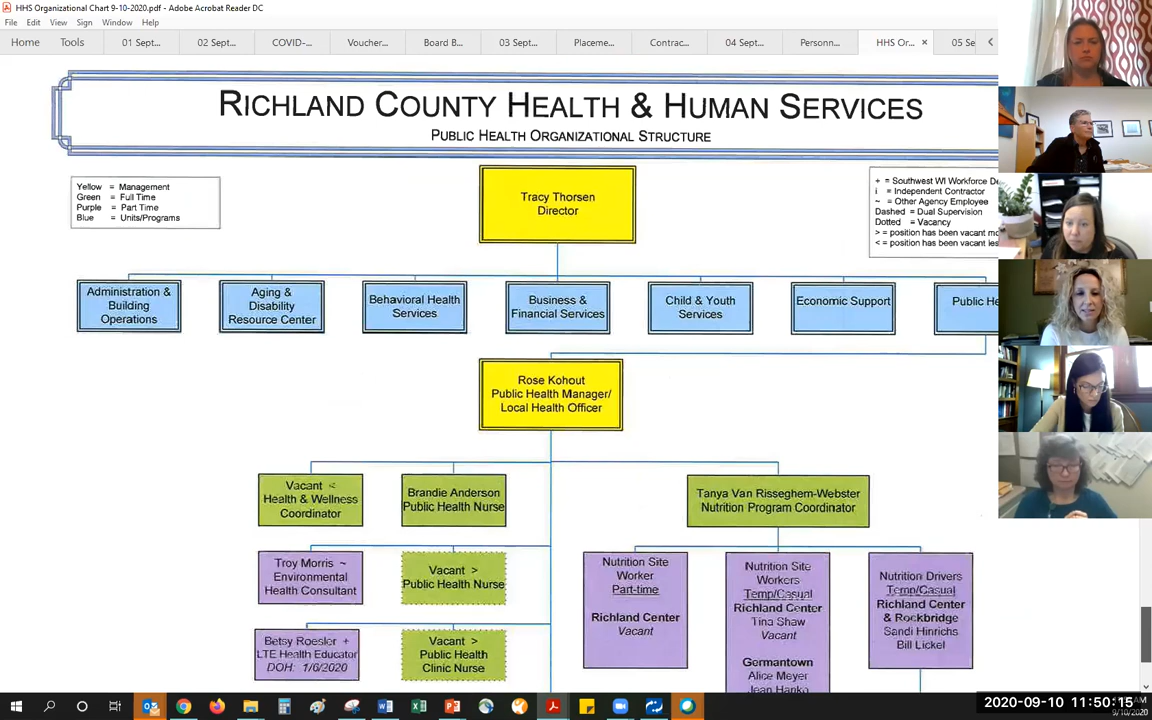 HHS Organizational Chart 9-10-2020.pdf - Adobe Acrobat Reader DC
File Edit View Sign Window Help
Home Tools 01 Sept... 02 Sept... COVID-... Voucher... Board B... 03 Sept... Placeme... Contrac... 04 Sept... Personn... HHS Or... × 05 Se
RICHLAND COUNTY HEALTH & HUMAN SERVICES
PUBLIC HEALTH ORGANIZATIONAL STRUCTURE
Yellow = Management
Green = Full Time
Purple = Part Time
Blue = Units/Programs
Tracy Thorsen
Director
+ = Southwest WI Workforce De
i = Independent Contractor
~ = Other Agency Employee
Dashed = Dual Supervision
Dotted = Vacancy
> = position has been vacant mo
< = position has been vacant les
Administration &
Building
Operations
Aging &
Disability
Resource Center
Behavioral Health
Services
Business &
Financial Services
Child & Youth
Services
Economic Support
Public He
Rose Kohout
Public Health Manager/
Local Health Officer
Vacant <
Health & Wellness
Coordinator
Brandie Anderson
Public Health Nurse
Tanya Van Risseghem-Webster
Nutrition Program Coordinator
Troy Morris ~
Environmental
Health Consultant
Vacant >
Public Health Nurse
Nutrition Site
Worker
Part-time
Richland Center
Vacant
Nutrition Site
Workers
Temp/Casual
Richland Center
Tina Shaw
Vacant
Germantown
Alice Meyer
Jean Hanko
Nutrition Drivers
Temp/Casual
Richland Center
& Rockbridge
Sandi Hinrichs
Bill Lickel
Betsy Roesler +
LTE Health Educator
DOH: 1/6/2020
Vacant >
Public Health
Clinic Nurse
2020-09-10 11:50:15
9/10/2020